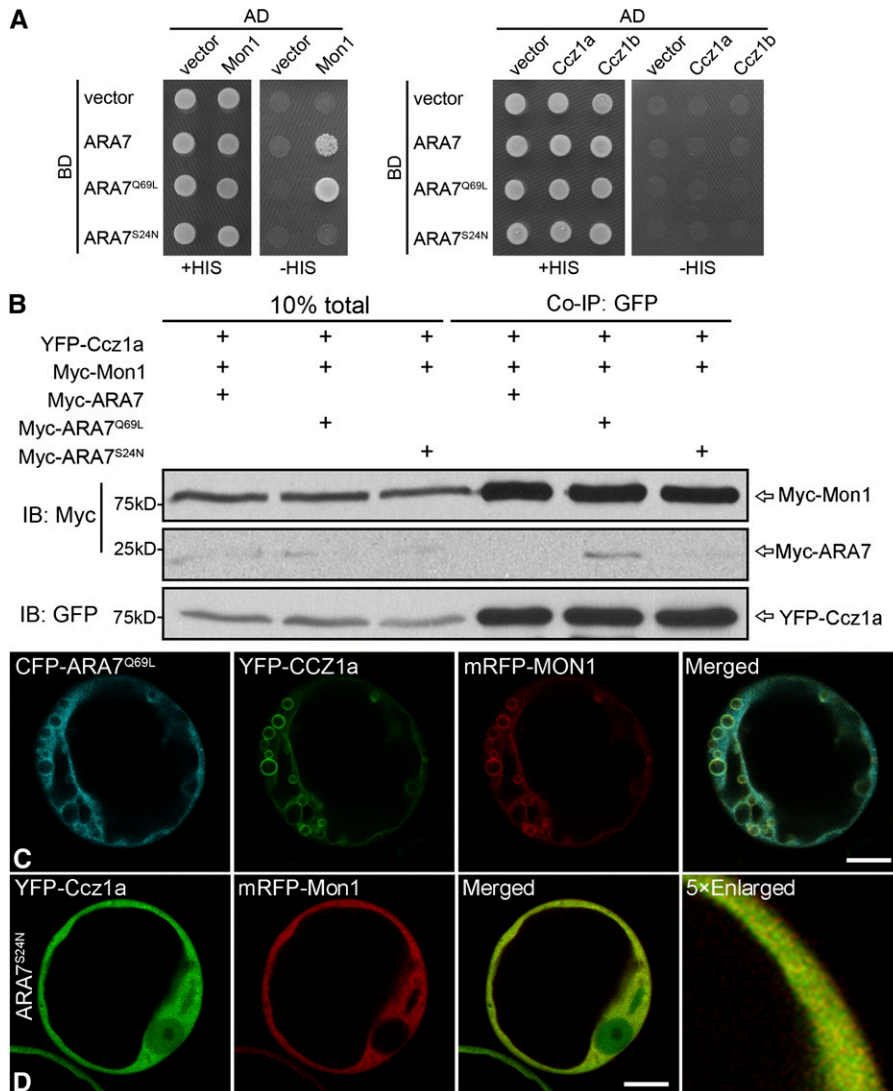 A
AD
AD
vector Mon1 vector Mon1
vector Ccz1a Ccz1b vector Ccz1a Ccz1b
BD
vector
ARA7
ARA7Q69L
ARA7S24N
+HIS -HIS
BD
vector
ARA7
ARA7Q69L
ARA7S24N
+HIS -HIS
B
10% total Co-IP: GFP
YFP-Ccz1a + + + + + +
Myc-Mon1 + + + + + +
Myc-ARA7 + +
Myc-ARA7Q69L + +
Myc-ARA7S24N + +
IB: Myc
75kD Myc-Mon1
25kD Myc-ARA7
IB: GFP 75kD YFP-Ccz1a
CFP-ARA7Q69L YFP-CCZ1a mRFP-MON1 Merged
C
YFP-Ccz1a mRFP-Mon1 Merged 5×Enlarged
ARA7S24N
D